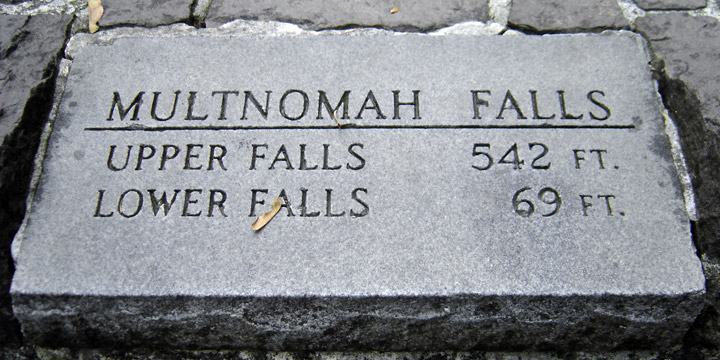 MULTNOMAH FALLS
UPPER FALLS 542 FT.
LOWER FALLS 69 FT.